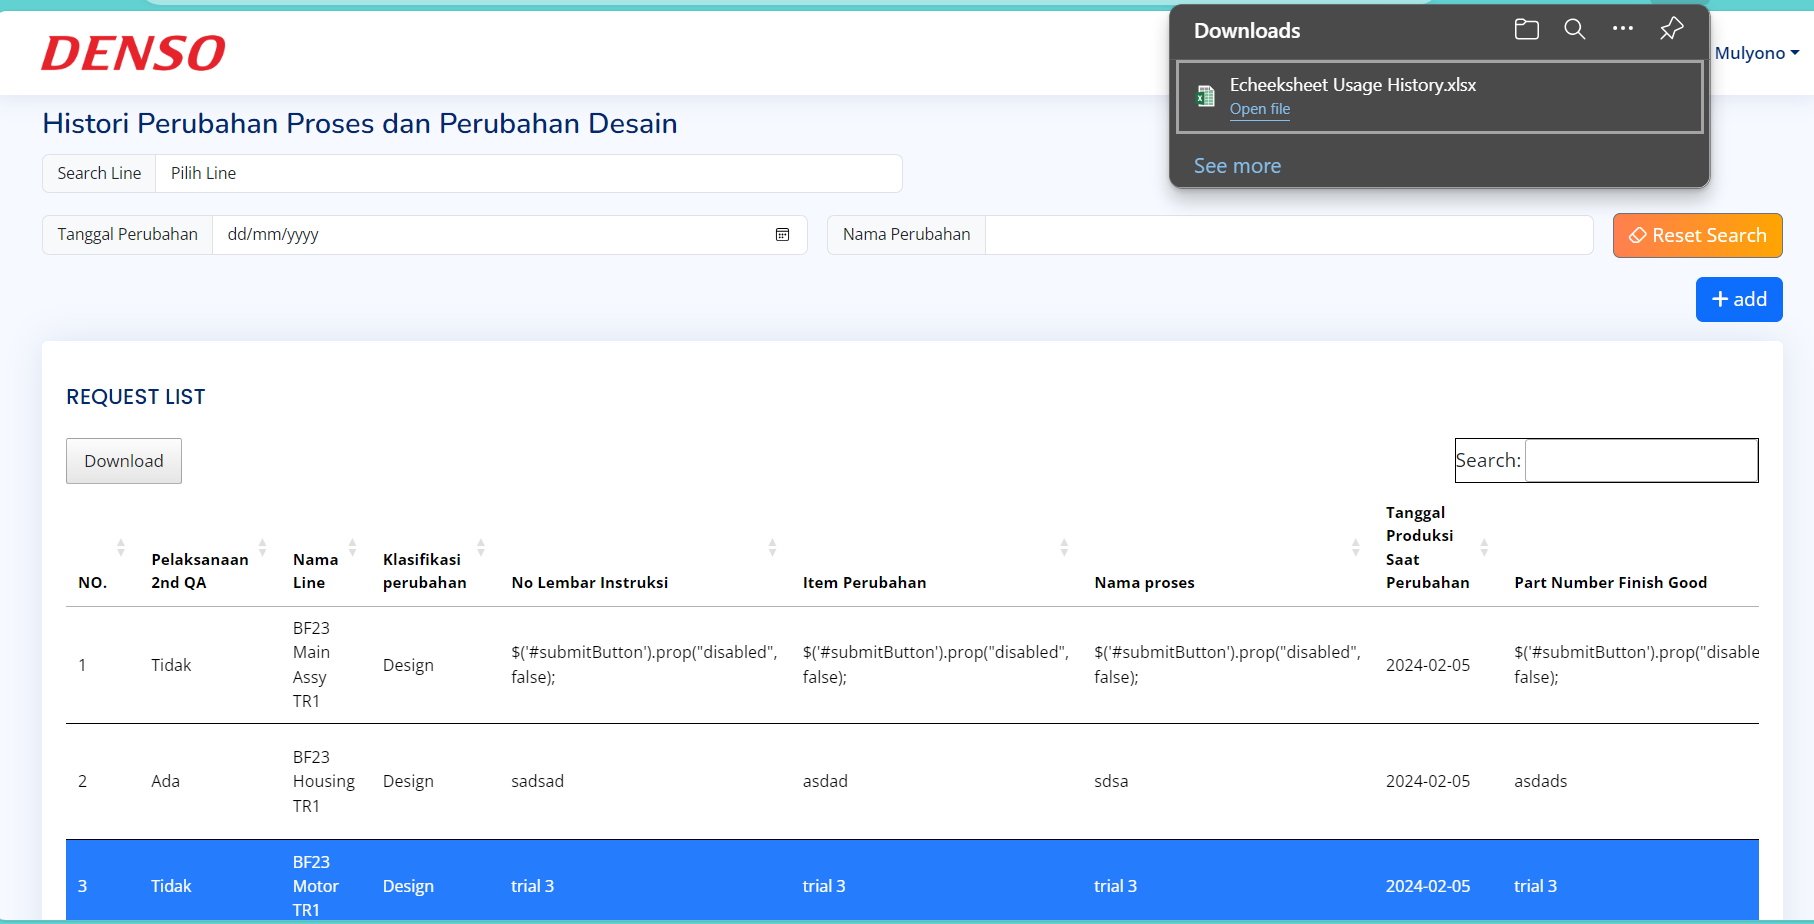 DENSO
Mulyono
Downloads
Echeeksheet Usage History.xlsx
Open file
See more
Histori Perubahan Proses dan Perubahan Desain
Search Line
Pilih Line
Tanggal Perubahan
dd/mm/yyyy
Nama Perubahan
Reset Search
+ add
REQUEST LIST
Download
Search:
NO.
Pelaksanaan
2nd QA
Nama
Line
Klasifikasi
perubahan
No Lembar Instruksi
Item Perubahan
Nama proses
Tanggal
Produksi
Saat
Perubahan
Part Number Finish Good
1
Tidak
BF23
Main
Assy
TR1
Design
$('#submitButton').prop("disabled",
false);
$('#submitButton').prop("disabled",
false);
$('#submitButton').prop("disabled",
false);
2024-02-05
$('#submitButton').prop("disable
false);
2
Ada
BF23
Housing
TR1
Design
sadsad
asdad
sdsa
2024-02-05
asdads
3
Tidak
BF23
Motor
TR1
Design
trial 3
trial 3
trial 3
2024-02-05
trial 3